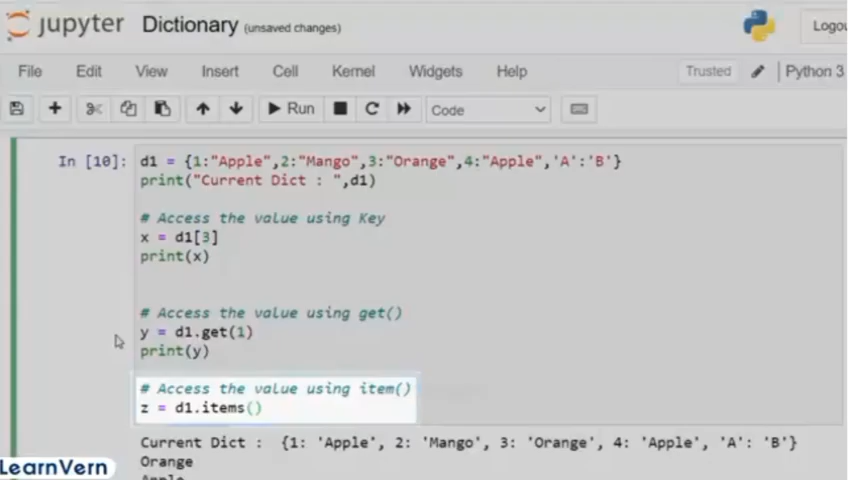 jupyter Dictionary (unsaved changes) Logou
File Edit View Insert Cell Kernel Widgets Help Trusted Python 3
Run Code
In [10]: d1 = {1:"Apple",2:"Mango",3:"Orange",4:"Apple",'A':'B'}
print("Current Dict : ",d1)
# Access the value using Key
x = d1[3]
print(x)
# Access the value using get()
y = d1.get(1)
print(y)
# Access the value using item()
z = d1.items()
Current Dict : {1: 'Apple', 2: 'Mango', 3: 'Orange', 4: 'Apple', 'A': 'B'}
Orange
Apple
LearnVern